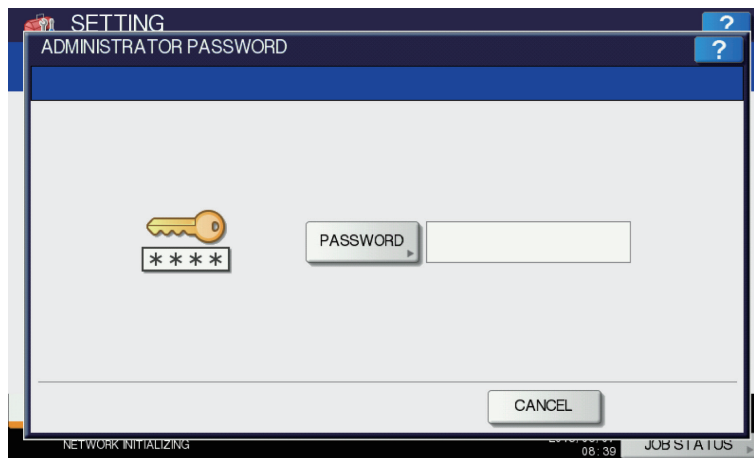 SETTING
?
ADMINISTRATOR PASSWORD
?
****
PASSWORD
CANCEL
NETWORK INITIALIZING
08:39
JOB STATUS